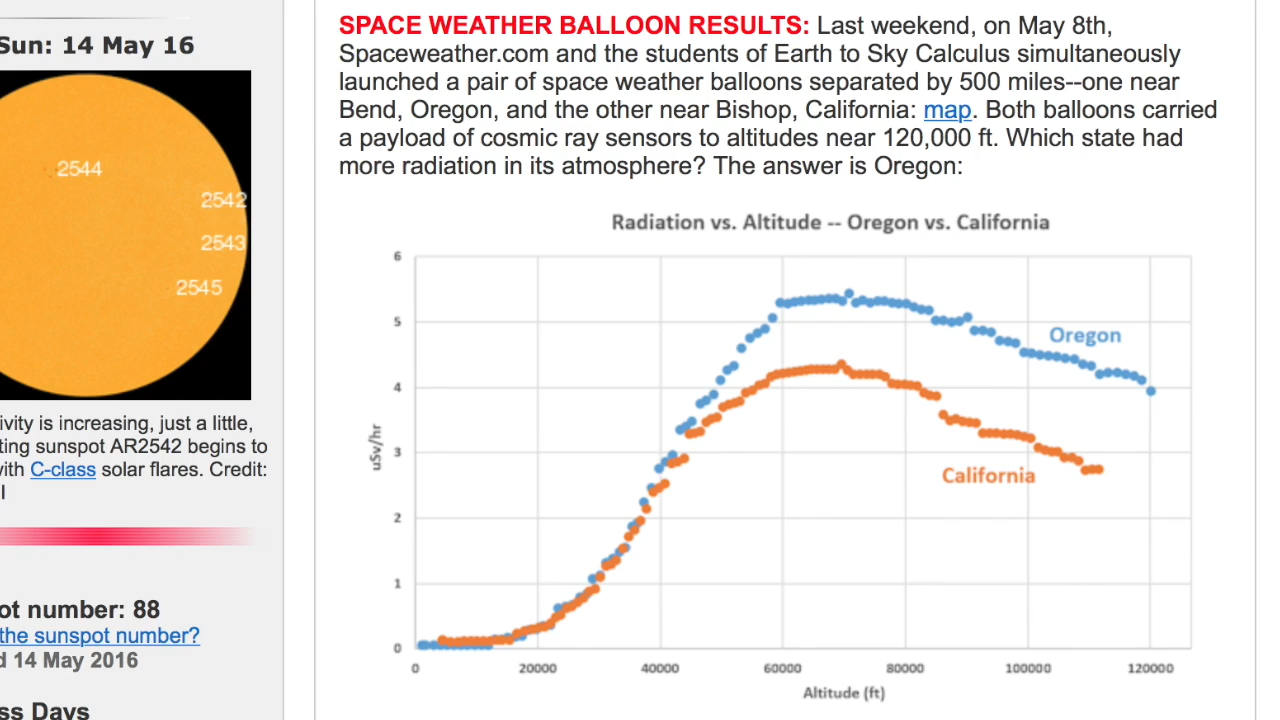 Sun: 14 May 16
2544
2542
2543
2545
ivity is increasing, just a little,
ting sunspot AR2542 begins to
vith C-class solar flares. Credit:
I
ot number: 88
the sunspot number?
d 14 May 2016
ss Days
SPACE WEATHER BALLOON RESULTS: Last weekend, on May 8th,
Spaceweather.com and the students of Earth to Sky Calculus simultaneously
launched a pair of space weather balloons separated by 500 miles--one near
Bend, Oregon, and the other near Bishop, California: map. Both balloons carried
a payload of cosmic ray sensors to altitudes near 120,000 ft. Which state had
more radiation in its atmosphere? The answer is Oregon:
Radiation vs. Altitude -- Oregon vs. California
6
5
4
3
2
1
0
uSv/hr
Oregon
California
0 20000 40000 60000 80000 100000 120000
Altitude (ft)